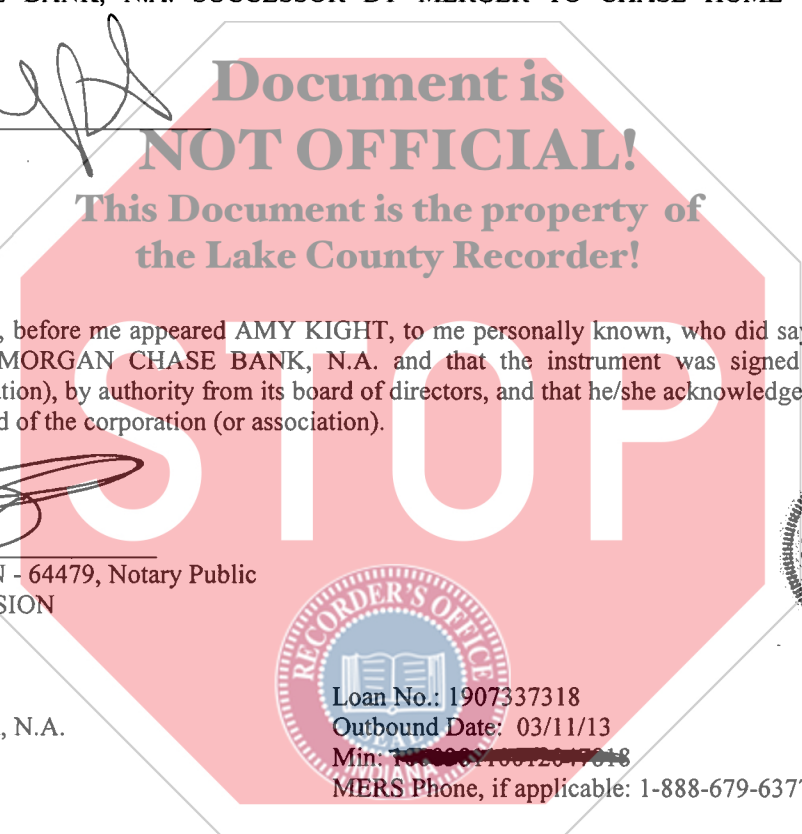 BANK, N.A. SUCCESSOR BY MERGER TO CHASE HOME
Document is
NOT OFFICIAL!
This Document is the property of
the Lake County Recorder!
, before me appeared AMY KIGHT, to me personally known, who did say
MORGAN CHASE BANK, N.A. and that the instrument was signed
tion), by authority from its board of directors, and that he/she acknowledge
d of the corporation (or association).
STOP
- 64479, Notary Public
SION
RECORDER'S OFFICE
SEAL
INDIANA
Loan No.: 1907337318
, N.A.
Outbound Date: 03/11/13
Min:
MERS Phone, if applicable: 1-888-679-6377